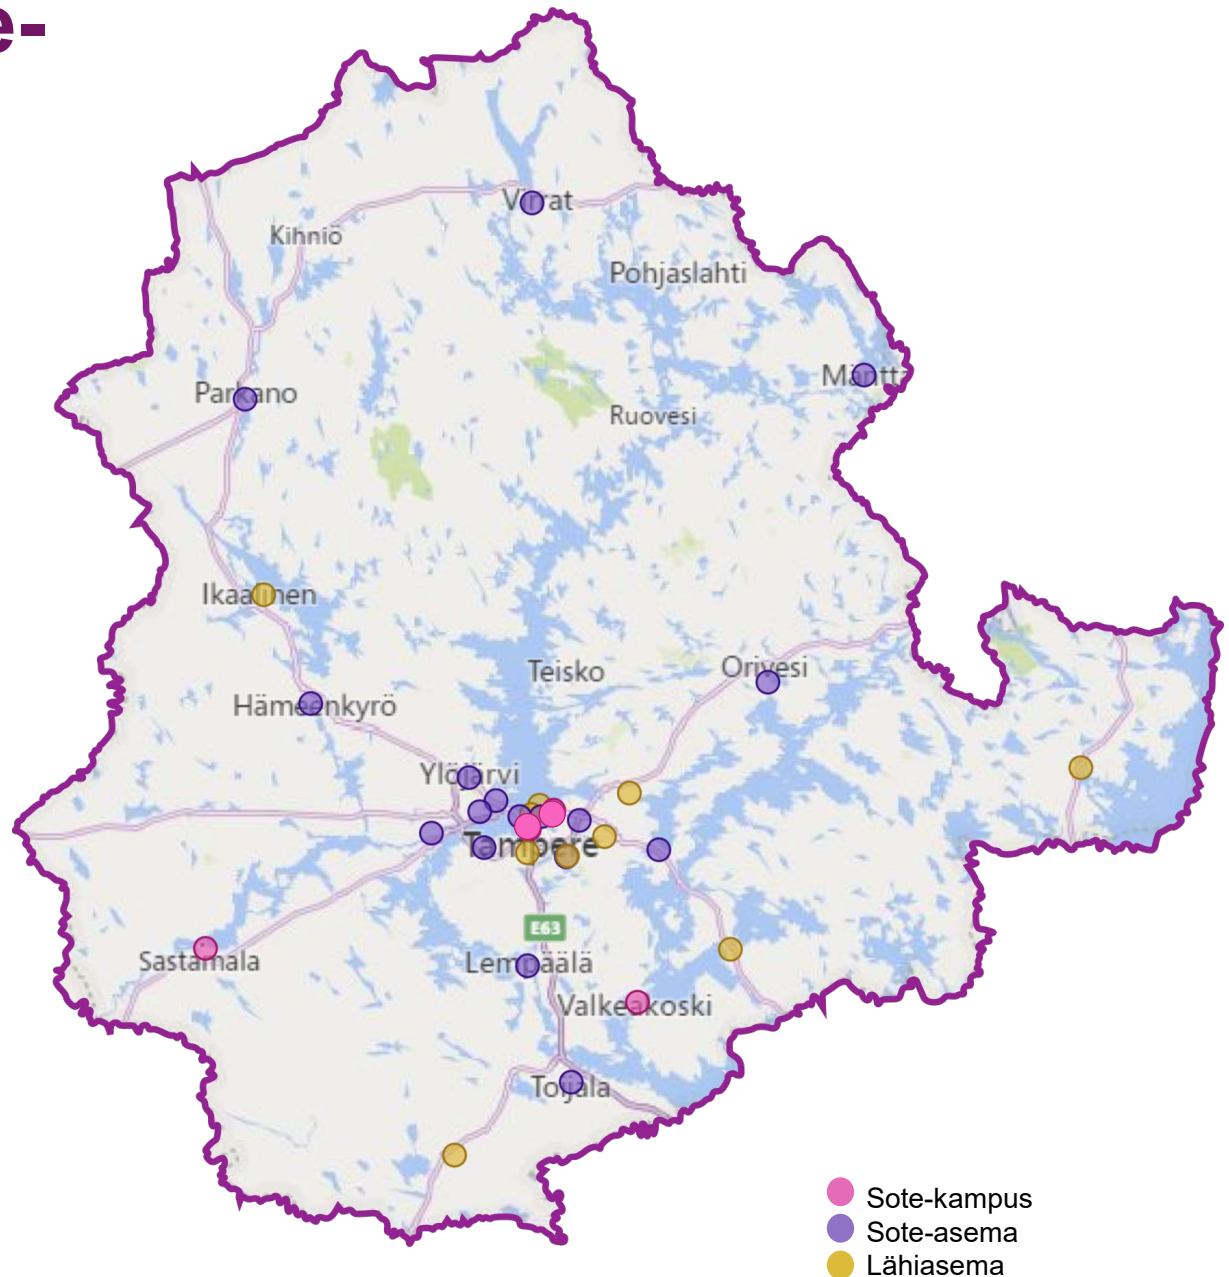 e-
Virrat
Kihniö
Pohjaslahti
Mäntta
Parkano
Ruovesi
Ikaalinen
Teisko
Orivesi
Hämeenkyrö
Ylöjärvi
Tampere
E63
Sastamala
Lempäälä
Valkeakoski
Toijala
Sote-kampus
Sote-asema
Lähiasema